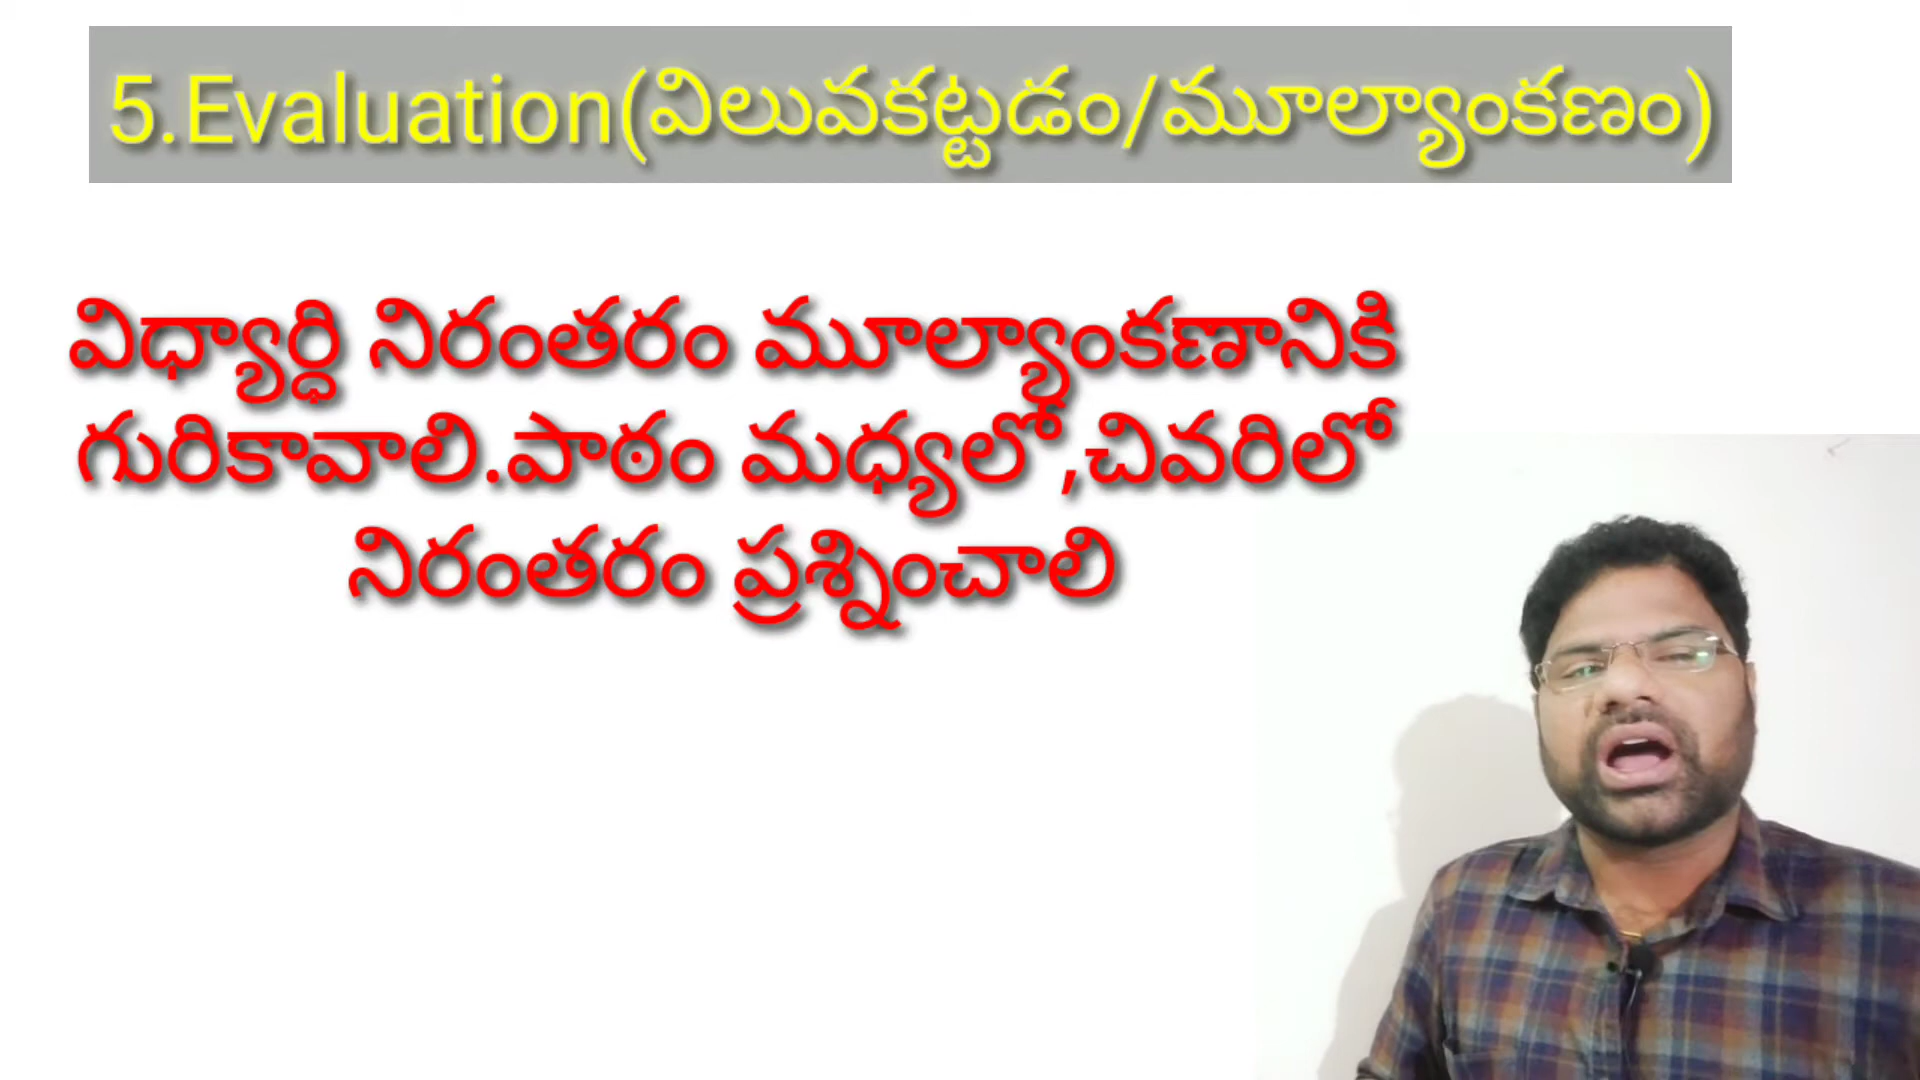 5.Evaluation(విలువకట్టడం/మూల్యాంకణం)
విధ్యార్ధి నిరంతరం మూల్యాంకణానికి
గురికావాలి.పాఠం మధ్యలో,చివరిలో
నిరంతరం ప్రశ్నించాలి